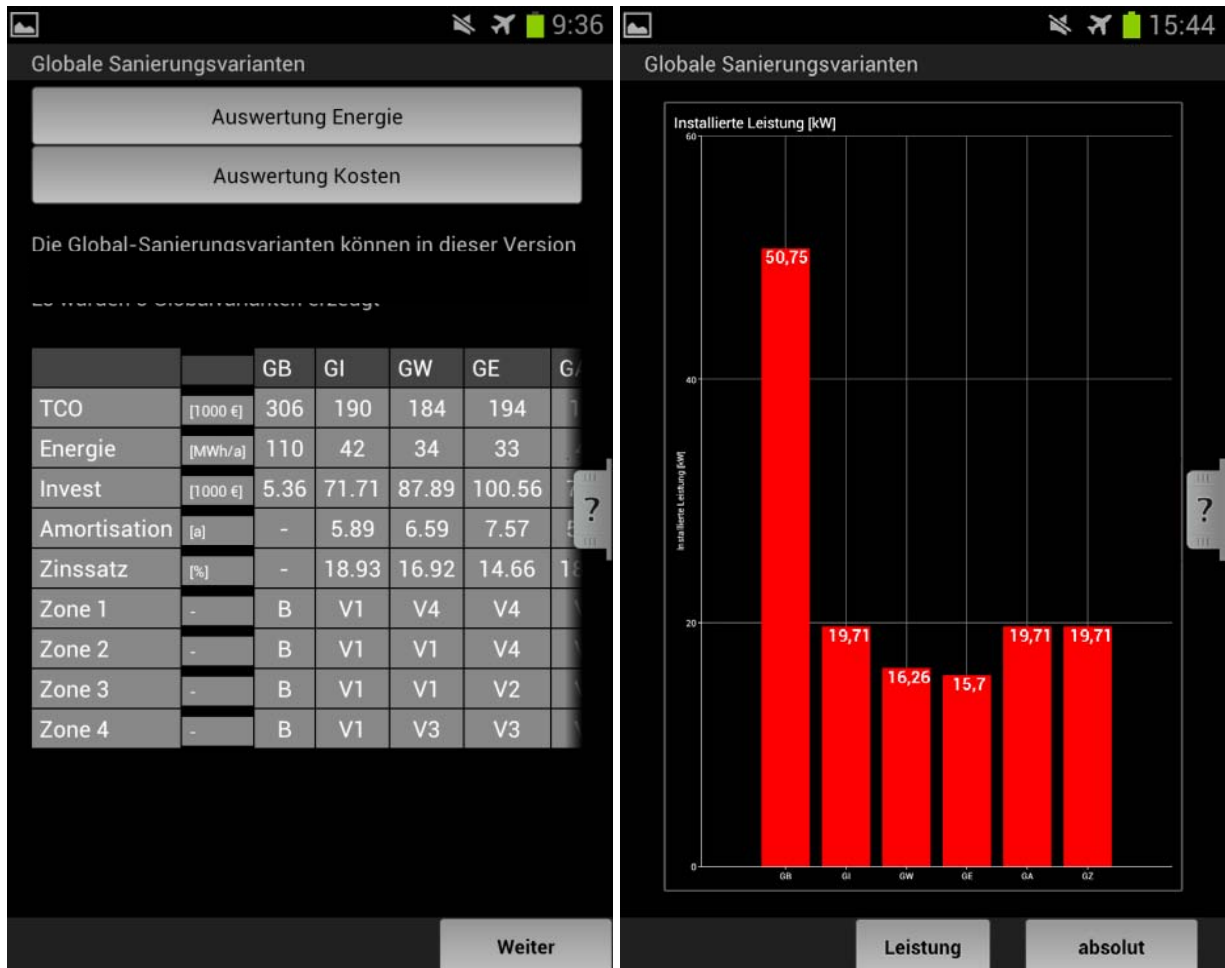 9:36
Globale Sanierungsvarianten
Auswertung Energie
Auswertung Kosten
Die Global-Sanierungsvarianten können in dieser Version
GB GI GW GE
TCO [1000 €] 306 190 184 194
Energie [MWh/a] 110 42 34 33
Invest [1000 €] 5.36 71.71 87.89 100.56
Amortisation [a] - 5.89 6.59 7.57
Zinssatz [%] - 18.93 16.92 14.66
Zone 1 - B V1 V4 V4
Zone 2 - B V1 V1 V4
Zone 3 - B V1 V1 V2
Zone 4 - B V1 V3 V3
?
Weiter
15:44
Globale Sanierungsvarianten
Installierte Leistung [kW]
60
50,75
40
Installierte Leistung [kW]
20
19,71 16,26 15,7 19,71 19,71
0
GB GI GW GE GA GZ
?
Leistung absolut